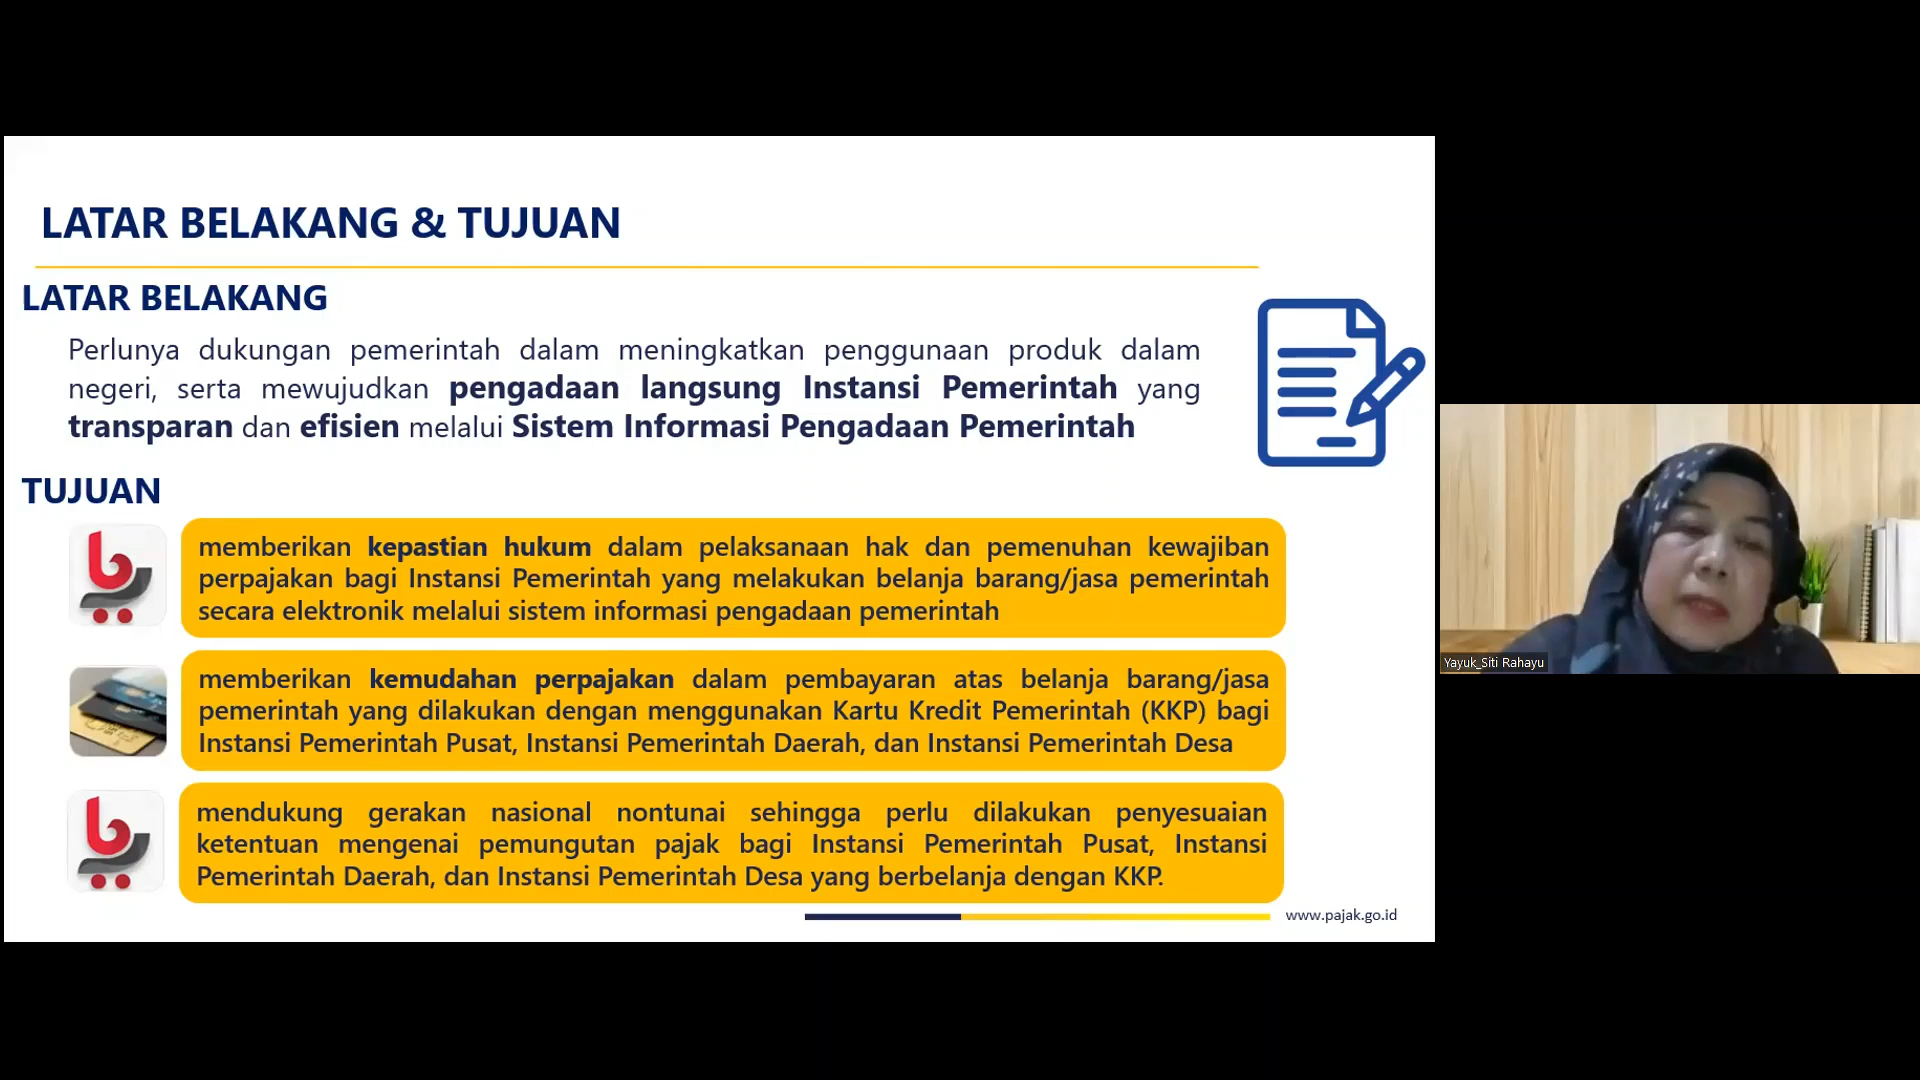 LATAR BELAKANG & TUJUAN
LATAR BELAKANG
Perlunya dukungan pemerintah dalam meningkatkan penggunaan produk dalam
negeri, serta mewujudkan pengadaan langsung Instansi Pemerintah yang
transparan dan efisien melalui Sistem Informasi Pengadaan Pemerintah
TUJUAN
memberikan kepastian hukum dalam pelaksanaan hak dan pemenuhan kewajiban
perpajakan bagi Instansi Pemerintah yang melakukan belanja barang/jasa pemerintah
secara elektronik melalui sistem informasi pengadaan pemerintah
memberikan kemudahan perpajakan dalam pembayaran atas belanja barang/jasa
pemerintah yang dilakukan dengan menggunakan Kartu Kredit Pemerintah (KKP) bagi
Instansi Pemerintah Pusat, Instansi Pemerintah Daerah, dan Instansi Pemerintah Desa
mendukung gerakan nasional nontunai sehingga perlu dilakukan penyesuaian
ketentuan mengenai pemungutan pajak bagi Instansi Pemerintah Pusat, Instansi
Pemerintah Daerah, dan Instansi Pemerintah Desa yang berbelanja dengan KKP.
www.pajak.go.id
Yayuk_Siti Rahayu